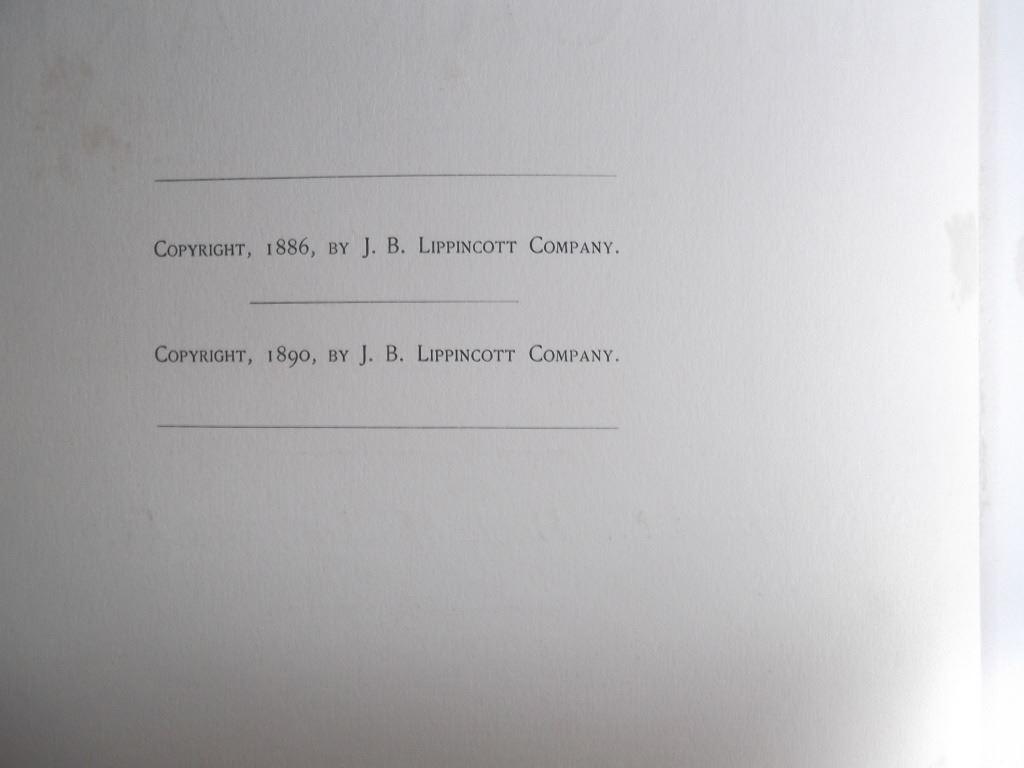 Copyright, 1886, by J. B. Lippincott Company.
Copyright, 1890, by J. B. Lippincott Company.